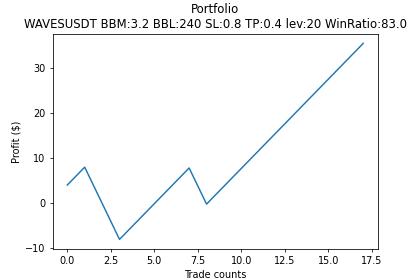 Portfolio
WAVESUSDT BBM:3.2 BBL:240 SL:0.8 TP:0.4 lev:20 WinRatio:83.0
Profit ($)
30
20
10
0
−10
0.0 2.5 5.0 7.5 10.0 12.5 15.0 17.5
Trade counts